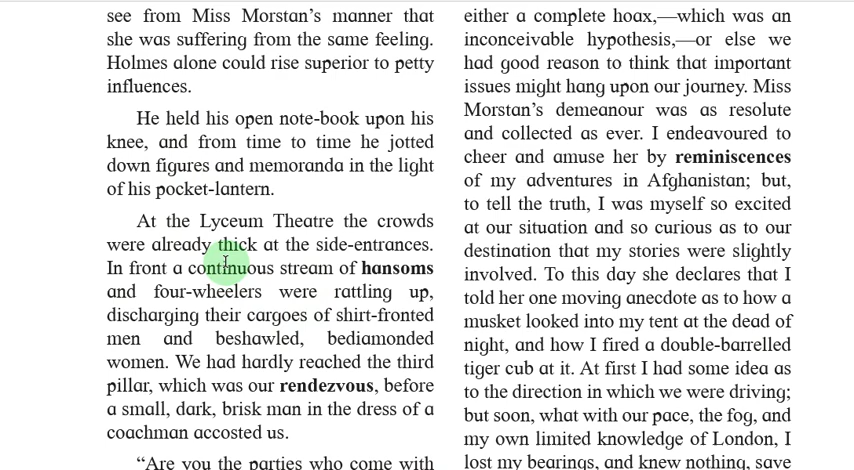 see from Miss Morstan’s manner that
she was suffering from the same feeling.
Holmes alone could rise superior to petty
influences.
He held his open note-book upon his
knee, and from time to time he jotted
down figures and memoranda in the light
of his pocket-lantern.
At the Lyceum Theatre the crowds
were already thick at the side-entrances.
In front a continuous stream of hansoms
and four-wheelers were rattling up,
discharging their cargoes of shirt-fronted
men and beshawled, bediamonded
women. We had hardly reached the third
pillar, which was our rendezvous, before
a small, dark, brisk man in the dress of a
coachman accosted us.
“Are you the parties who come with
either a complete hoax,—which was an
inconceivable hypothesis,—or else we
had good reason to think that important
issues might hang upon our journey. Miss
Morstan’s demeanour was as resolute
and collected as ever. I endeavoured to
cheer and amuse her by reminiscences
of my adventures in Afghanistan; but,
to tell the truth, I was myself so excited
at our situation and so curious as to our
destination that my stories were slightly
involved. To this day she declares that I
told her one moving anecdote as to how a
musket looked into my tent at the dead of
night, and how I fired a double-barrelled
tiger cub at it. At first I had some idea as
to the direction in which we were driving;
but soon, what with our pace, the fog, and
my own limited knowledge of London, I
lost my bearings, and knew nothing, save